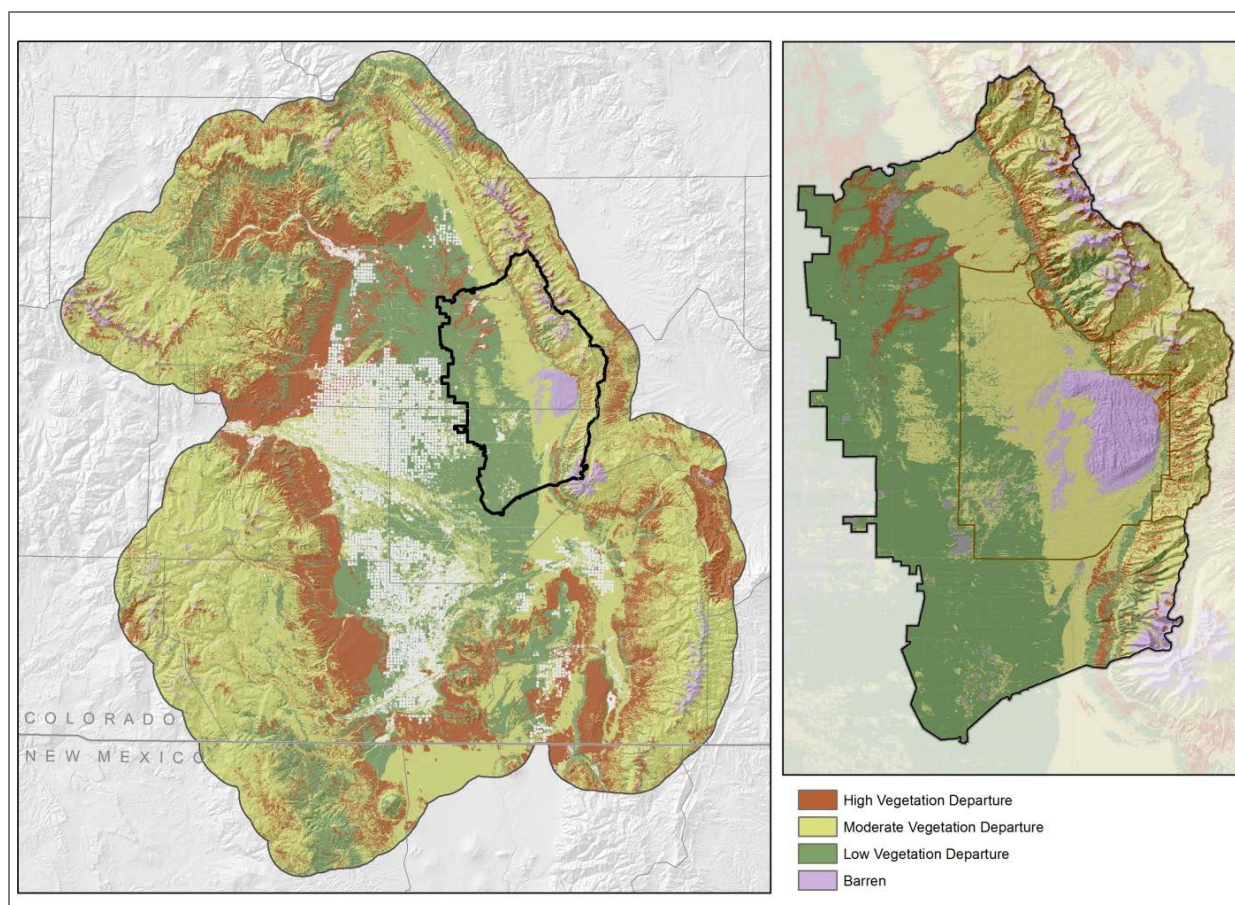 COLORADO
NEW MEXICO
High Vegetation Departure
Moderate Vegetation Departure
Low Vegetation Departure
Barren